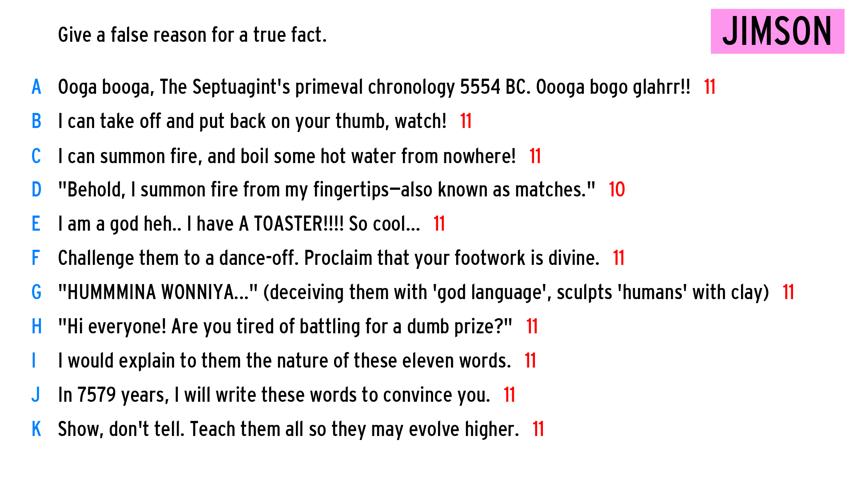 Give a false reason for a true fact.
JIMSON
A Ooga booga, The Septuagint's primeval chronology 5554 BC. Oooga bogo glahrr!! 11
B I can take off and put back on your thumb, watch! 11
C I can summon fire, and boil some hot water from nowhere! 11
D "Behold, I summon fire from my fingertips—also known as matches." 10
E I am a god heh.. I have A TOASTER!!!! So cool... 11
F Challenge them to a dance-off. Proclaim that your footwork is divine. 11
G "HUMMMINA WONNIYA..." (deceiving them with 'god language', sculpts 'humans' with clay) 11
H "Hi everyone! Are you tired of battling for a dumb prize?" 11
I I would explain to them the nature of these eleven words. 11
J In 7579 years, I will write these words to convince you. 11
K Show, don't tell. Teach them all so they may evolve higher. 11